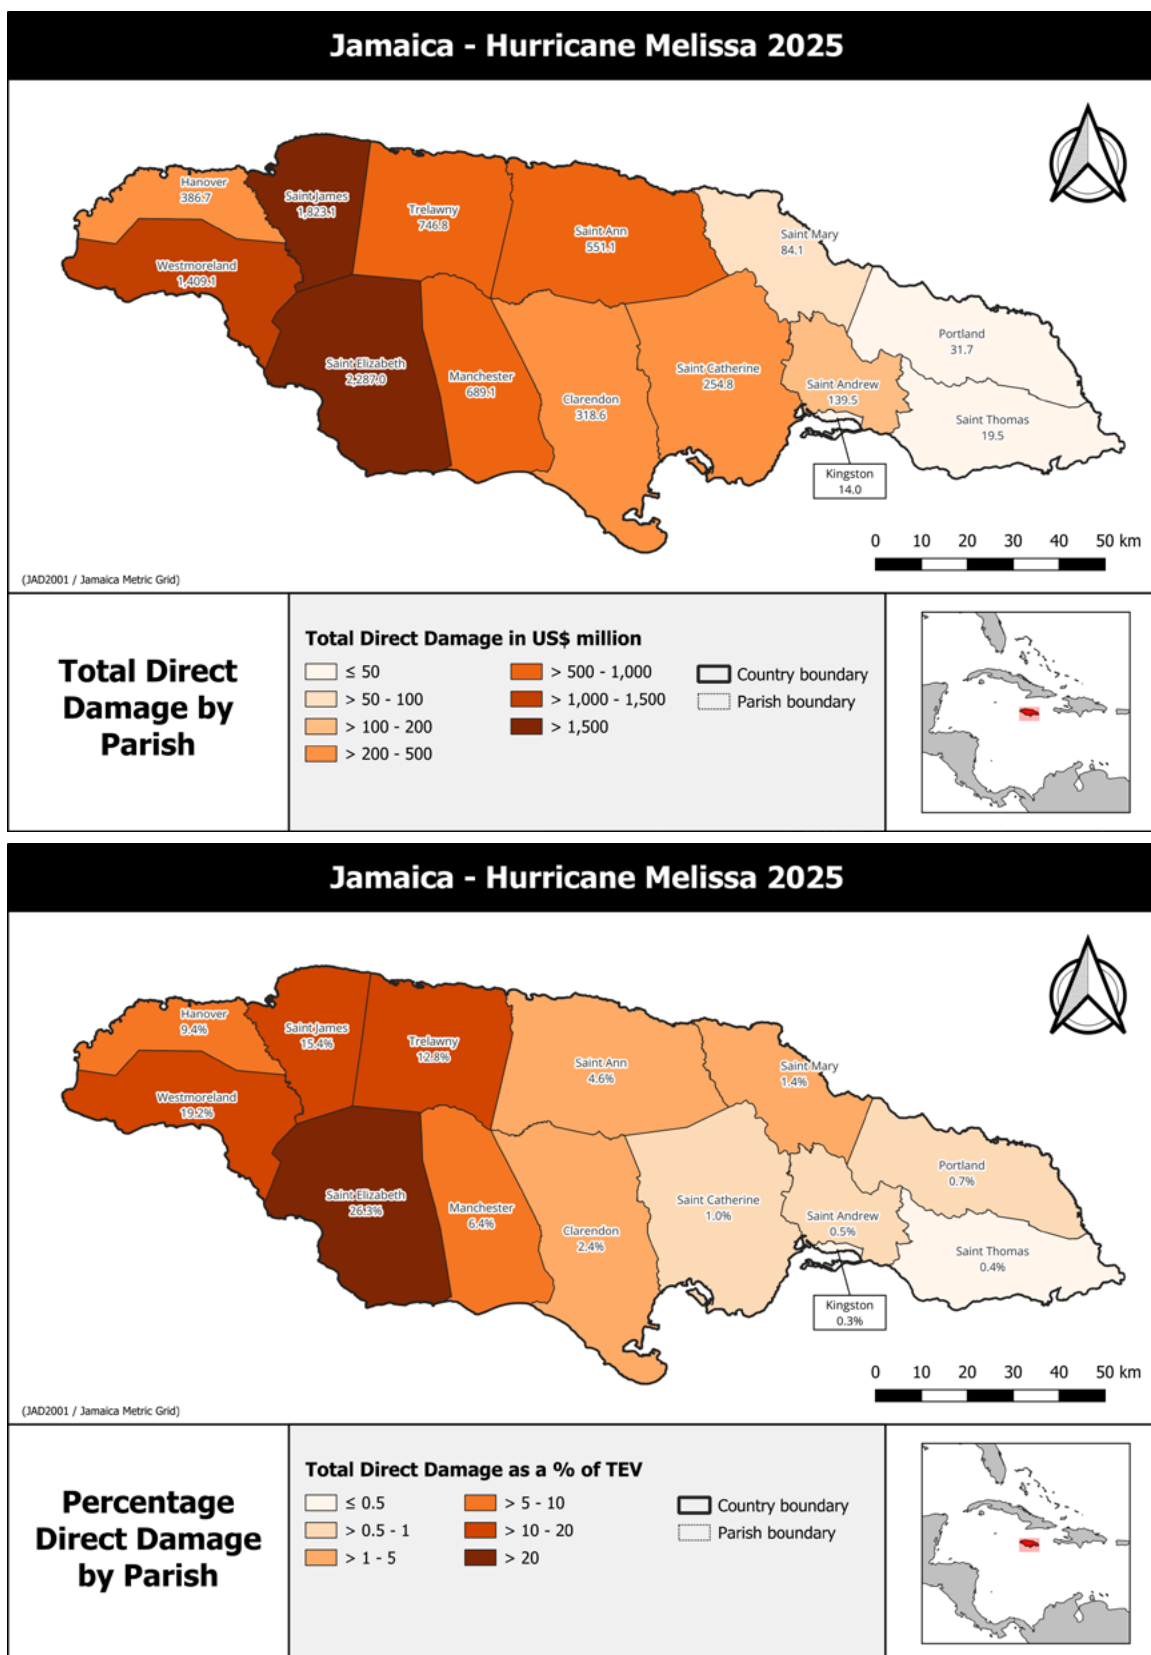 Jamaica - Hurricane Melissa 2025
Hanover
386.7
Saint James
1,823.1
Trelawny
746.8
Saint Ann
551.1
Saint Mary
84.1
Westmoreland
1,409.1
Portland
31.7
Saint Elizabeth
2,287.0
Manchester
689.1
Clarendon
318.6
Saint Catherine
254.8
Saint Andrew
139.5
Saint Thomas
19.5
Kingston
14.0
0 10 20 30 40 50 km
(JAD2001 / Jamaica Metric Grid)
Total Direct
Damage by
Parish
Total Direct Damage in US$ million
≤ 50
> 50 - 100
> 100 - 200
> 200 - 500
> 500 - 1,000
> 1,000 - 1,500
> 1,500
Country boundary
Parish boundary
Jamaica - Hurricane Melissa 2025
Hanover
9.4%
Saint James
15.4%
Trelawny
12.8%
Saint Ann
4.6%
Saint Mary
1.4%
Westmoreland
19.2%
Portland
0.7%
Saint Elizabeth
26.3%
Manchester
6.4%
Clarendon
2.4%
Saint Catherine
1.0%
Saint Andrew
0.5%
Saint Thomas
0.4%
Kingston
0.3%
0 10 20 30 40 50 km
(JAD2001 / Jamaica Metric Grid)
Percentage
Direct Damage
by Parish
Total Direct Damage as a % of TEV
≤ 0.5
> 0.5 - 1
> 1 - 5
> 5 - 10
> 10 - 20
> 20
Country boundary
Parish boundary